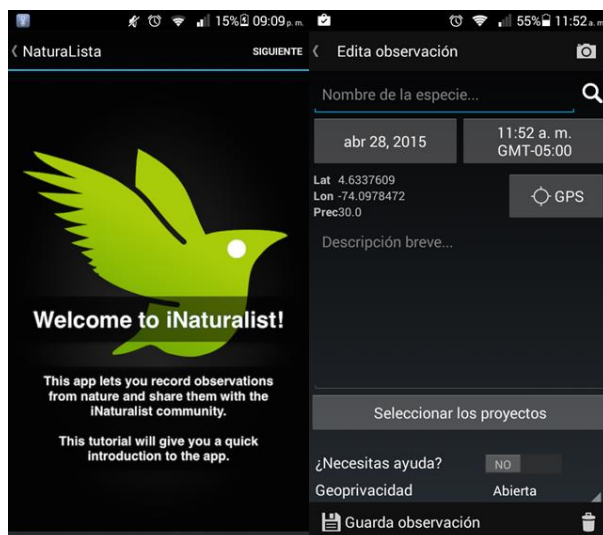 15% 09:09 p. m.
NaturaLista
SIGUIENTE
Welcome to iNaturalist!
This app lets you record observations
from nature and share them with the
iNaturalist community.
This tutorial will give you a quick
introduction to the app.
55% 11:52 a. m
Edita observación
Nombre de la especie...
abr 28, 2015
11:52 a. m.
GMT-05:00
Lat 4.6337609
Lon -74.0978472
Prec30.0
GPS
Descripción breve...
Seleccionar los proyectos
¿Necesitas ayuda? NO
Geoprivacidad Abierta
Guarda observación